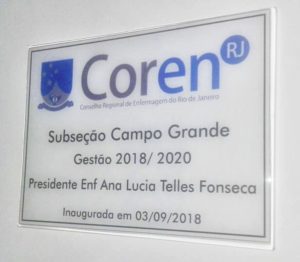 Coren RJ
Conselho Regional de Enfermagem do Rio de Janeiro
Subseção Campo Grande
Gestão 2018/ 2020
Presidente Enf Ana Lucia Telles Fonseca
Inaugurada em 03/09/2018